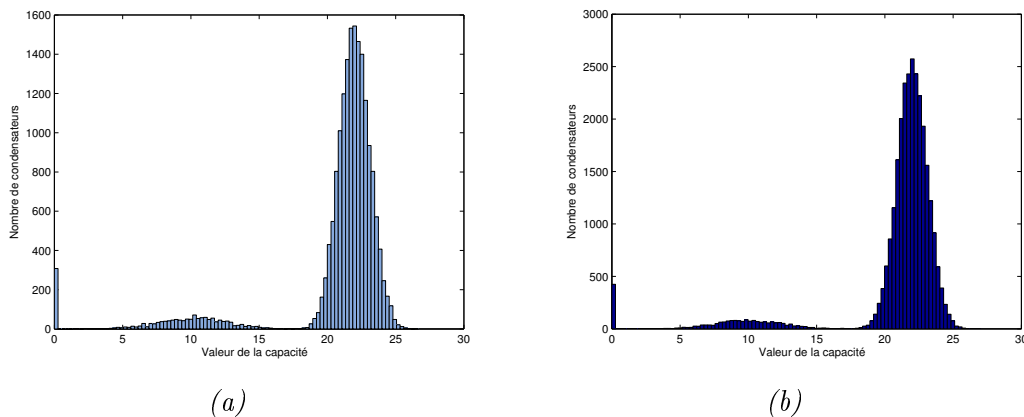 1600
1400
1200
1000
800
600
400
200
0
0 5 10 15 20 25 30
Nombre de condensateurs
Valeur de la capacité
(a)
3000
2500
2000
1500
1000
500
0
0 5 10 15 20 25 30
Nombre de condensateurs
Valeur de la capacité
(b)